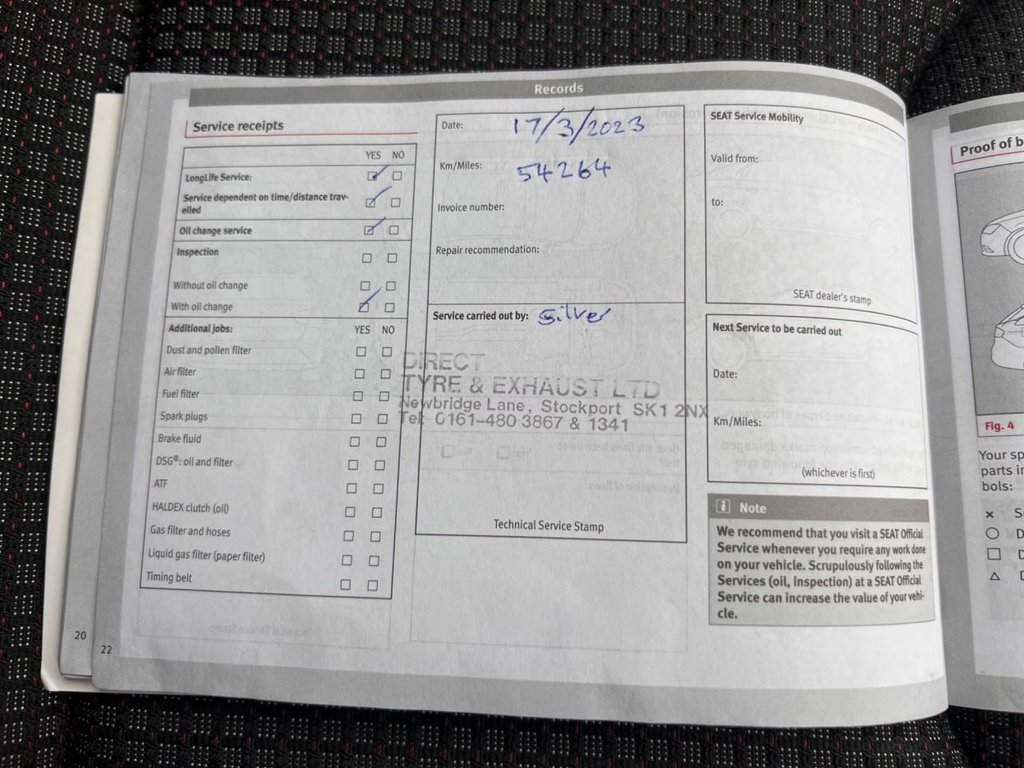 Records
Service receipts
YES NO
LongLife Service:
Service dependent on time/distance trav-
elled
Oil change service
Inspection
Without oil change
With oil change
Additional jobs: YES NO
Dust and pollen filter
Air filter
Fuel filter
Spark plugs
Brake fluid
DSG®: oil and filter
ATF
HALDEX clutch (oil)
Gas filter and hoses
Liquid gas filter (paper filter)
Timing belt
20
22
Date: 17/3/2023
Km/Miles: 54264
Invoice number:
Repair recommendation:
Service carried out by: Silver
DIRECT
TYRE & EXHAUST LTD
Newbridge Lane, Stockport SK1 2NX
Tel: 0161-480 3867 & 1341
Technical Service Stamp
SEAT Service Mobility
Valid from:
to:
SEAT dealer's stamp
Next Service to be carried out
Date:
Km/Miles:
(whichever is first)
i Note
We recommend that you visit a SEAT Official
Service whenever you require any work done
on your vehicle. Scrupulously following the
Services (oil, inspection) at a SEAT Official
Service can increase the value of your vehi-
cle.
Proof of b
Fig. 4
Your sp
parts in
bols: